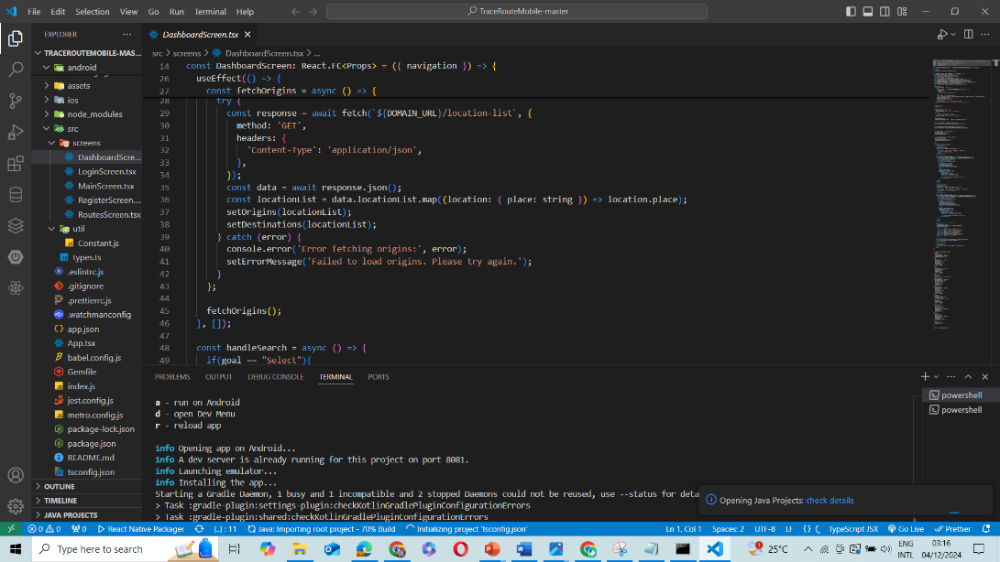 File Edit Selection View Go Run Terminal Help
TraceRouteMobile-master
EXPLORER
DashboardScreen.tsx
TRACEROUTEMOBILE-MAS...
android
assets
ios
node_modules
src
screens
DashboardScre...
LoginScreen.tsx
MainScreen.tsx
RegisterScreen....
RoutesScreen.tsx
util
Constant.js
types.ts
.eslintrc.js
.gitignore
.prettierrc.js
.watchmanconfig
app.json
App.tsx
babel.config.js
Gemfile
index.js
jest.config.js
metro.config.js
package-lock.json
package.json
README.md
tsconfig.json
OUTLINE
TIMELINE
JAVA PROJECTS
src > screens > DashboardScreen.tsx > ...
14 const DashboardScreen: React.FC<Props> = ({ navigation }) => {
26 useEffect(() => {
27 const fetchOrigins = async () => {
28 try {
29 const response = await fetch(`${DOMAIN_URL}/location-list`, {
30 method: 'GET',
31 headers: {
32 'Content-Type': 'application/json',
33 },
34 });
35 const data = await response.json();
36 const locationList = data.locationList.map((location: { place: string }) => location.place);
37 setOrigins(locationList);
38 setDestinations(locationList);
39 } catch (error) {
40 console.error('Error fetching origins:', error);
41 setErrorMessage('Failed to load origins. Please try again.');
42 }
43 };
44
45 fetchOrigins();
46 }, []);
47
48 const handleSearch = async () => {
49 if(goal == "Select"){
PROBLEMS OUTPUT DEBUG CONSOLE TERMINAL PORTS
a - run on Android
d - open Dev Menu
r - reload app
info Opening app on Android...
info A dev server is already running for this project on port 8081.
info Launching emulator...
info Installing the app...
Starting a Gradle Daemon, 1 busy and 1 incompatible and 2 stopped Daemons could not be reused, use --status for deta
> Task :gradle-plugin:settings-plugin:checkKotlinGradlePluginConfigurationErrors
> Task :gradle-plugin:shared:checkKotlinGradlePluginConfigurationErrors
powershell
powershell
Opening Java Projects: check details
0 0 0 React Native Packager {..} : 11 Java: Importing root project - 70% Build Initializing project 'tsconfig.json' Ln 1, Col 1 Spaces: 2 UTF-8 LF TypeScript JSX Go Live Prettier
Type here to search
1
25°C
ENG
INTL
03:16
04/12/2024